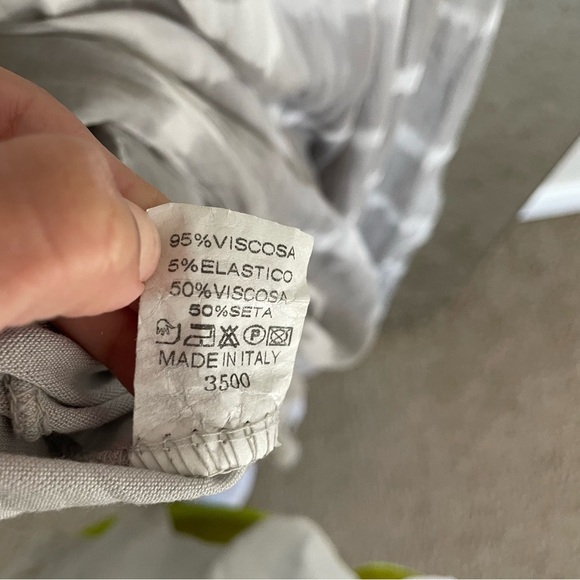 95%VISCOSA
5%ELASTICO
50%VISCOSA
50%SETA
P
MADE IN ITALY
3500